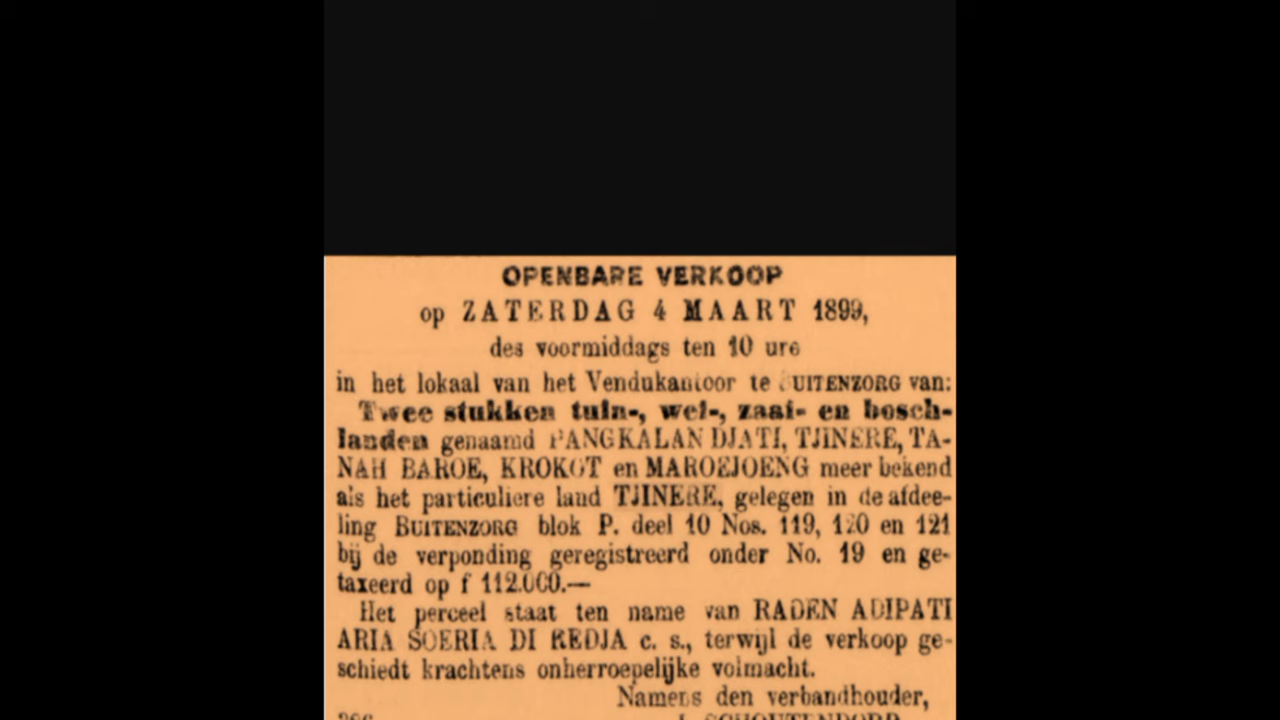 OPENBARE VERKOOP
op ZATERDAG 4 MAART 1899,
des voormiddags ten 10 ure
in het lokaal van het Vendukantoor te BUITENZORG van:
Twee stukken tuin-, wei-, zaai- en bosch-
landen genaamd PANGKALAN DJATI, TJINERE, TA-
NAH BAROE, KROKOT en MAROEJOENG meer bekend
als het particuliere land TJINERE, gelegen in de afdee-
ling BUITENZORG blok P. deel 10 Nos. 119, 120 en 121
bij de verponding geregistreerd onder No. 19 en ge-
taxeerd op f 112.000.—
Het perceel staat ten name van RADEN ADIPATI
ARIA SOERIA DI REDJA c. s., terwijl de verkoop ge-
schiedt krachtens onherroepelijke volmacht.
Namens den verbandhouder,